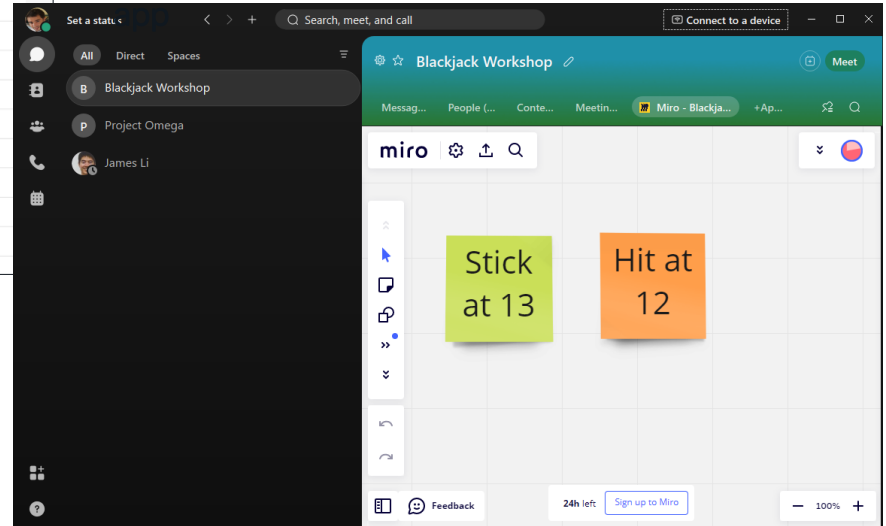 Set a status
app
Search, meet, and call
Connect to a device
All Direct Spaces
B Blackjack Workshop
P Project Omega
James Li
Blackjack Workshop
Meet
Messag... People (... Conte... Meetin... Miro - Blackja... +Ap...
miro
Stick
at 13
Hit at
12
Feedback
24h left
Sign up to Miro
100%